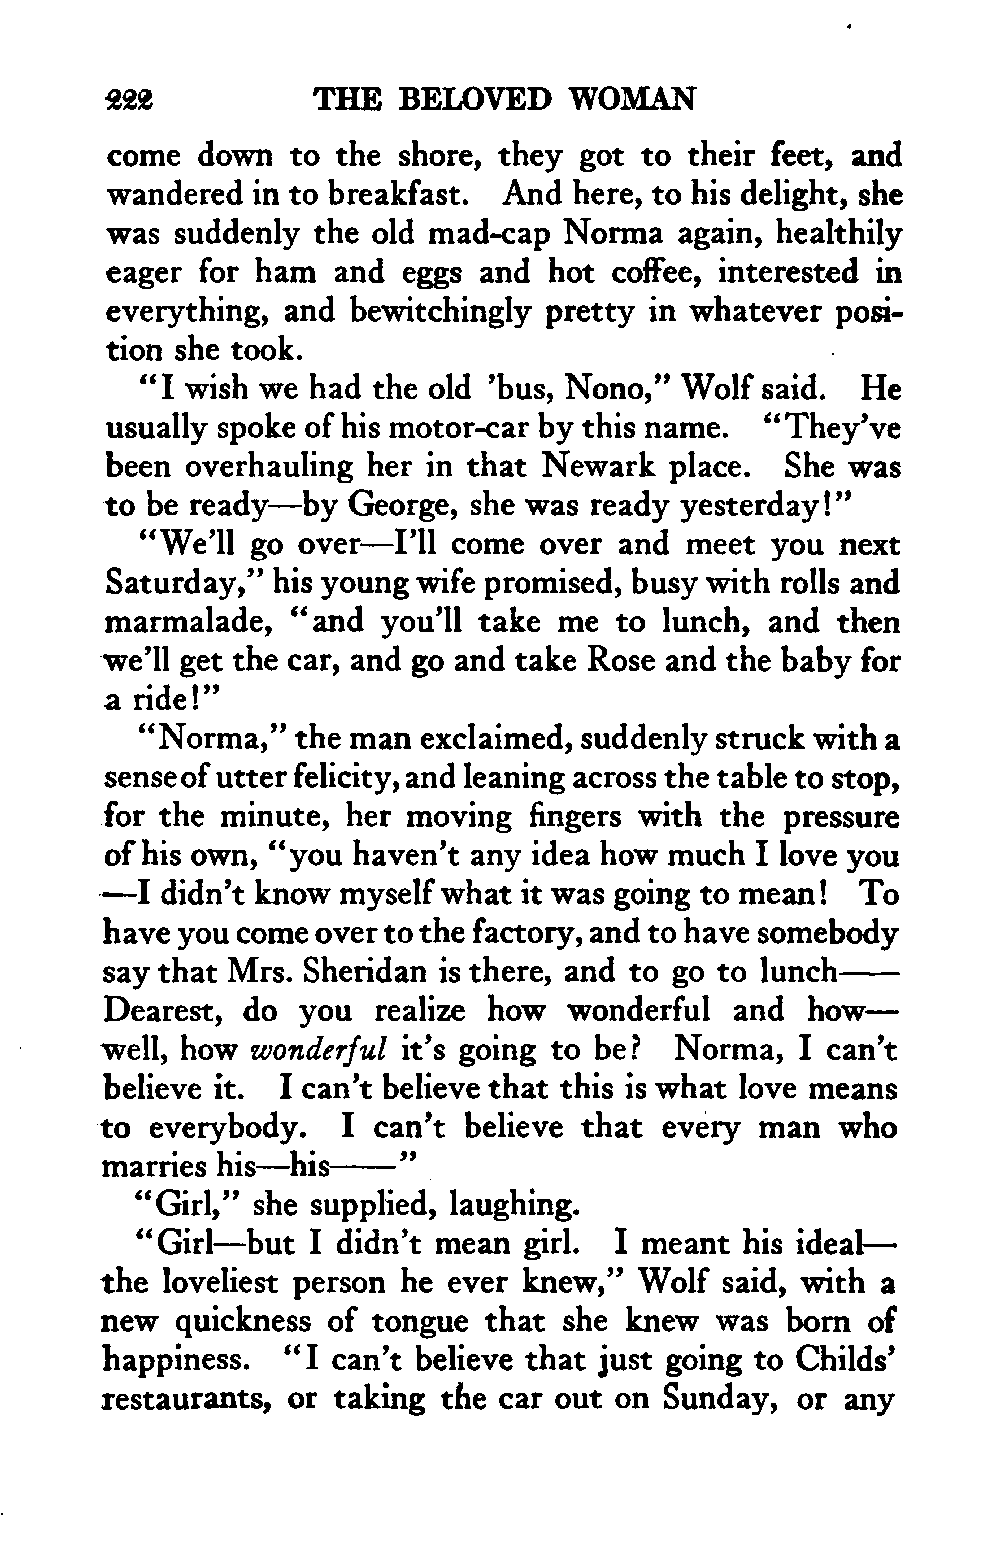 222 THE BELOVED WOMAN
come down to the shore, they got to their feet, and
wandered in to breakfast. And here, to his delight, she
was suddenly the old mad-cap Norma again, healthily
eager for ham and eggs and hot coffee, interested in
everything, and bewitchingly pretty in whatever posi-
tion she took.
“I wish we had the old ’bus, Nono,” Wolf said. He
usually spoke of his motor-car by this name. “They’ve
been overhauling her in that Newark place. She was
to be ready—by George, she was ready yesterday!”
“We’ll go over—I’ll come over and meet you next
Saturday,” his young wife promised, busy with rolls and
marmalade, “and you’ll take me to lunch, and then
we’ll get the car, and go and take Rose and the baby for
a ride!”
“Norma,” the man exclaimed, suddenly struck with a
sense of utter felicity, and leaning across the table to stop,
for the minute, her moving fingers with the pressure
of his own, “you haven’t any idea how much I love you
—I didn’t know myself what it was going to mean! To
have you come over to the factory, and to have somebody
say that Mrs. Sheridan is there, and to go to lunch——
Dearest, do you realize how wonderful and how—
well, how wonderful it’s going to be? Norma, I can’t
believe it. I can’t believe that this is what love means
to everybody. I can’t believe that every man who
marries his—his——”
“Girl,” she supplied, laughing.
“Girl—but I didn’t mean girl. I meant his ideal—
the loveliest person he ever knew,” Wolf said, with a
new quickness of tongue that she knew was born of
happiness. “I can’t believe that just going to Childs’
restaurants, or taking the car out on Sunday, or any